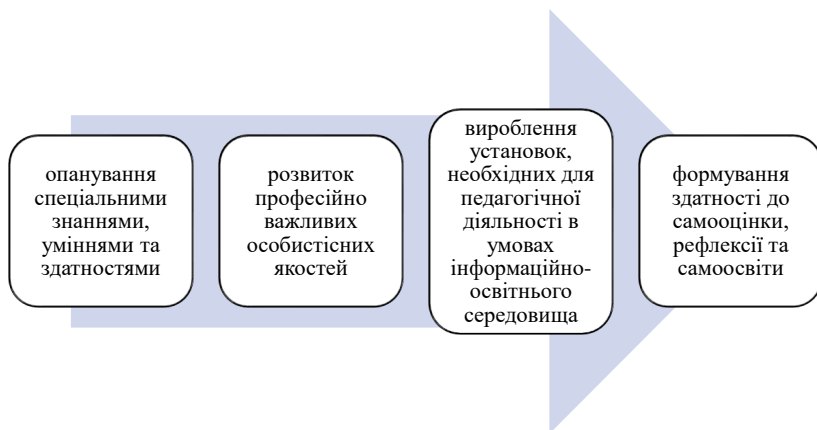 опанування
спеціальними
знаннями,
уміннями та
здатностями
розвиток
професійно
важливих
особистісних
якостей
вироблення
установок,
необхідних для
педагогічної
діяльності в
умовах
інформаційно-
освітнього
середовища
формування
здатності до
самооцінки,
рефлексії та
самоосвіти